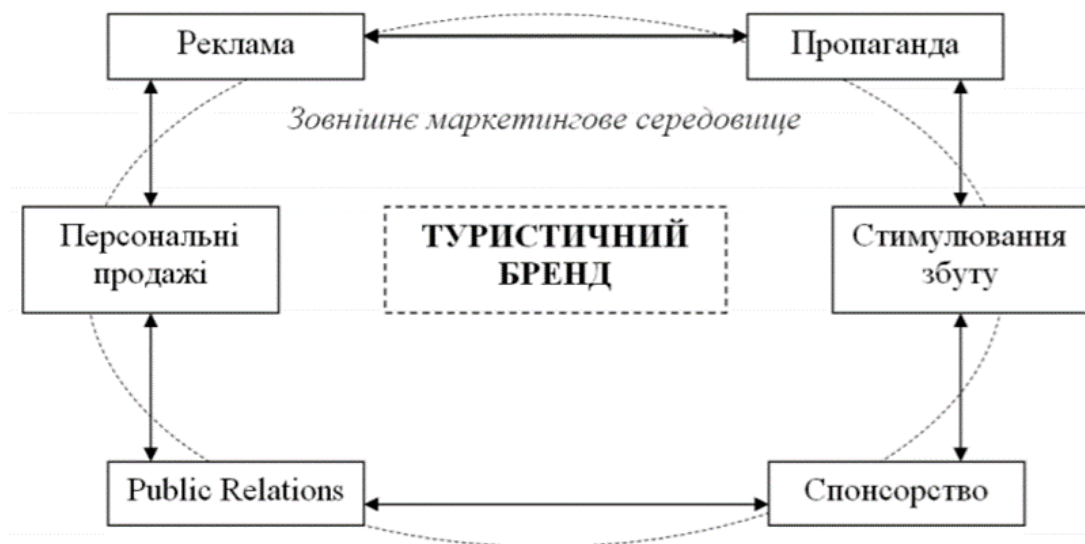 Реклама
Пропаганда
Зовнішнє маркетингове середовище
Персональні
продажі
ТУРИСТИЧНИЙ
БРЕНД
Стимулювання
збуту
Public Relations
Спонсорство